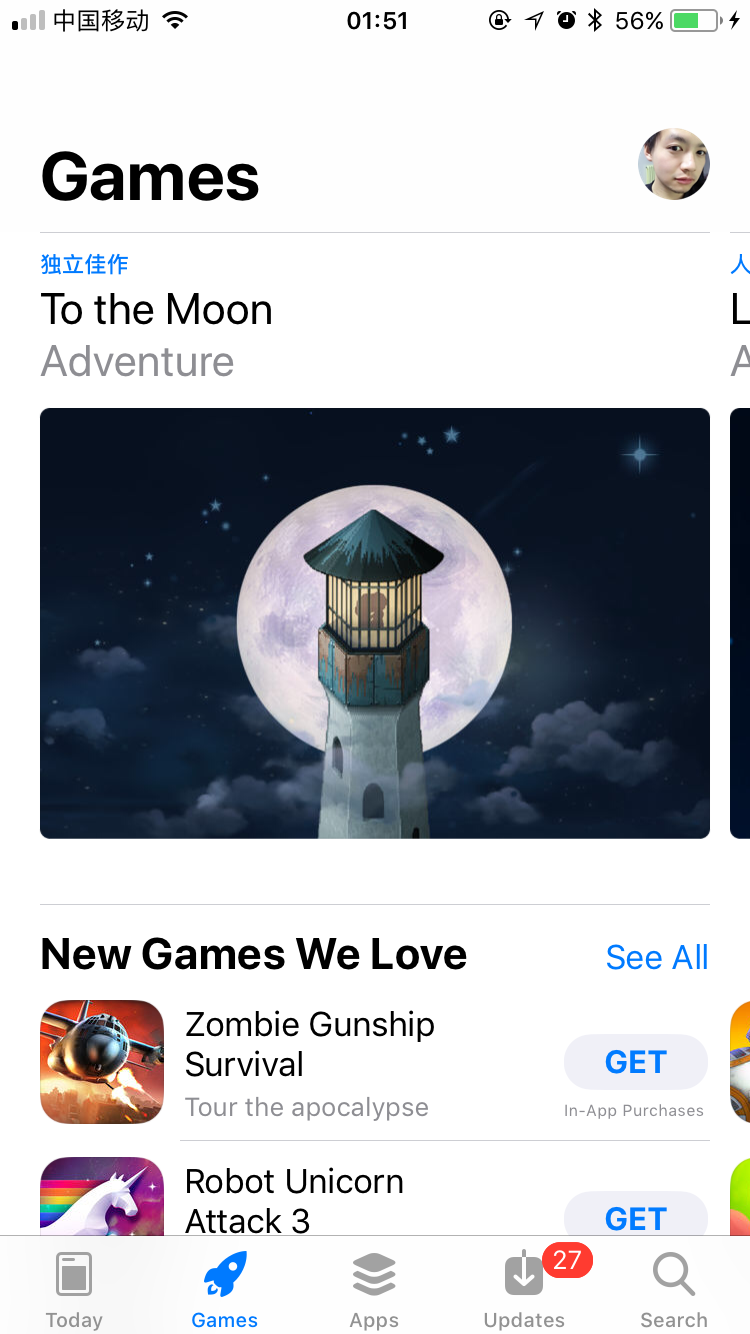 中国移动 01:51 56%
Games
独立佳作 人
To the Moon L
Adventure A
New Games We Love See All
Zombie Gunship
Survival
GET
Tour the apocalypse
In-App Purchases
Robot Unicorn
Attack 3
GET
27
Today Games Apps Updates Search